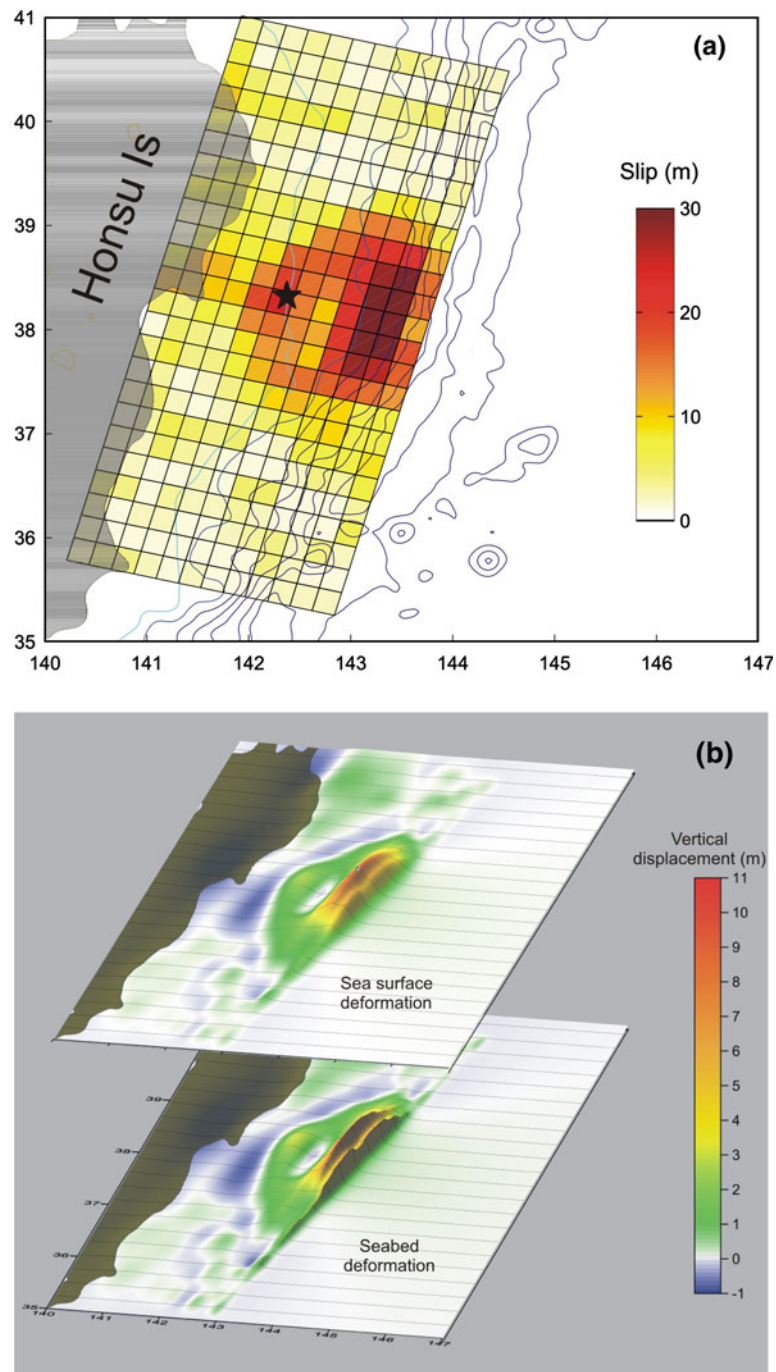 (a)
41
40
39
38
37
36
35
140 141 142 143 144 145 146 147
Honsu Is
Slip (m)
30
20
10
0
(b)
Vertical
displacement (m)
11
10
9
8
7
6
5
4
3
2
1
0
-1
Sea surface
deformation
Seabed
deformation
39
38
37
36
35
140 141 142 143 144 145 146 147